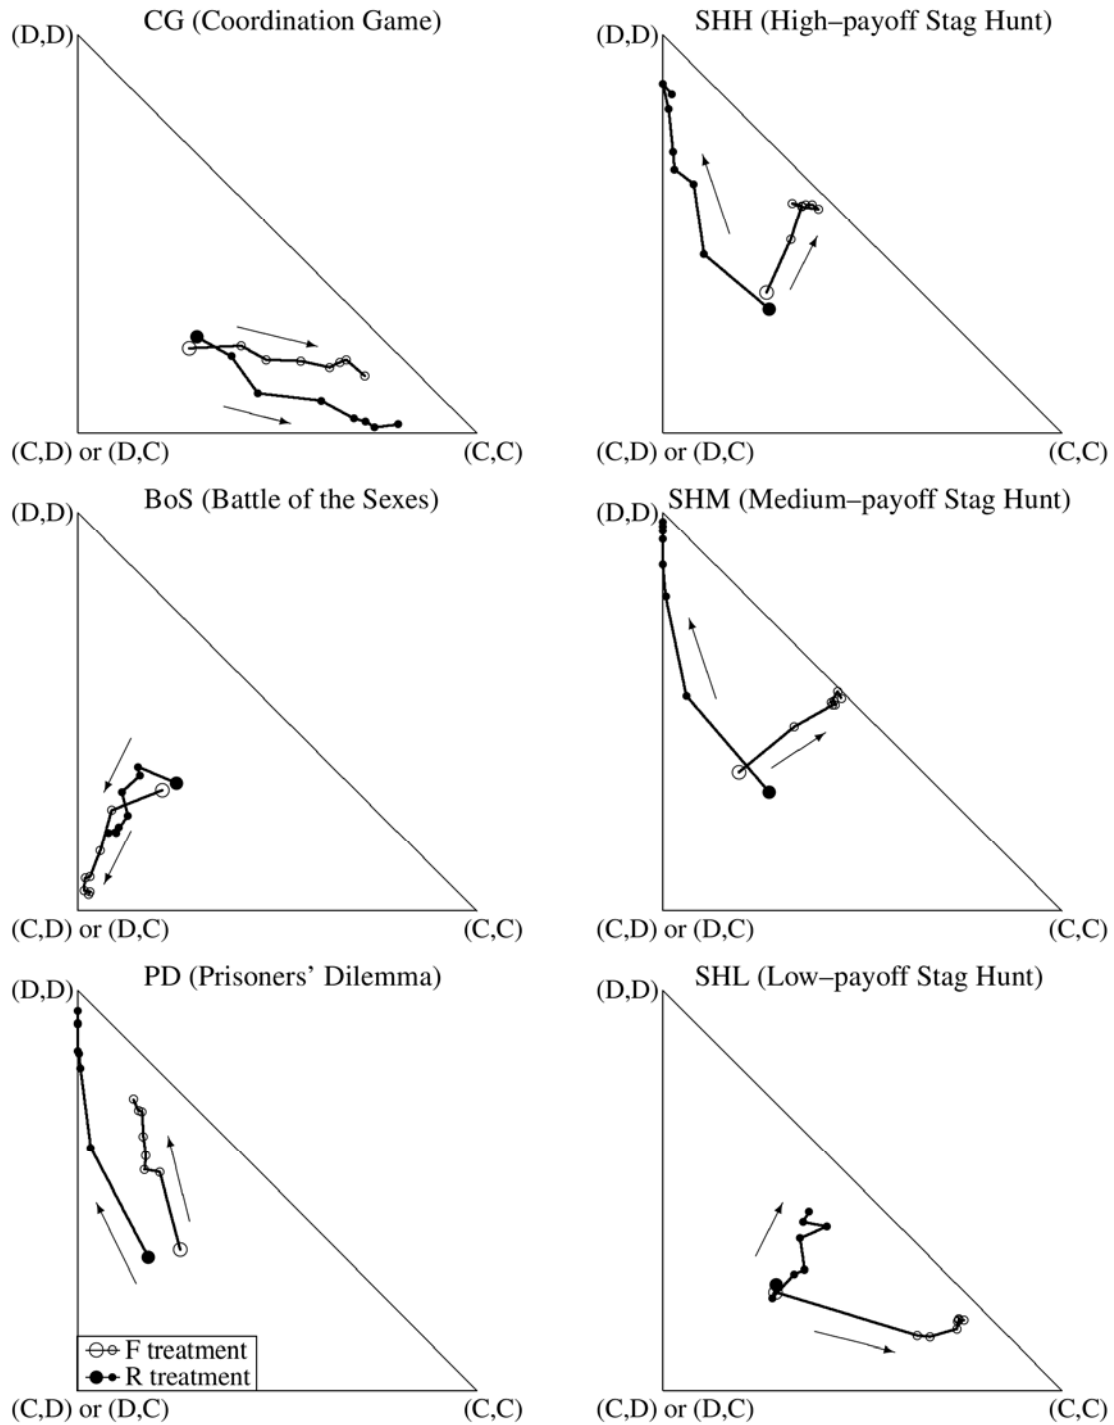 CG (Coordination Game)
(D,D)
(C,D) or (D,C)
(C,C)
SHH (High–payoff Stag Hunt)
(D,D)
(C,D) or (D,C)
(C,C)
BoS (Battle of the Sexes)
(D,D)
(C,D) or (D,C)
(C,C)
SHM (Medium–payoff Stag Hunt)
(D,D)
(C,D) or (D,C)
(C,C)
PD (Prisoners’ Dilemma)
(D,D)
F treatment
R treatment
(C,D) or (D,C)
(C,C)
SHL (Low–payoff Stag Hunt)
(D,D)
(C,D) or (D,C)
(C,C)